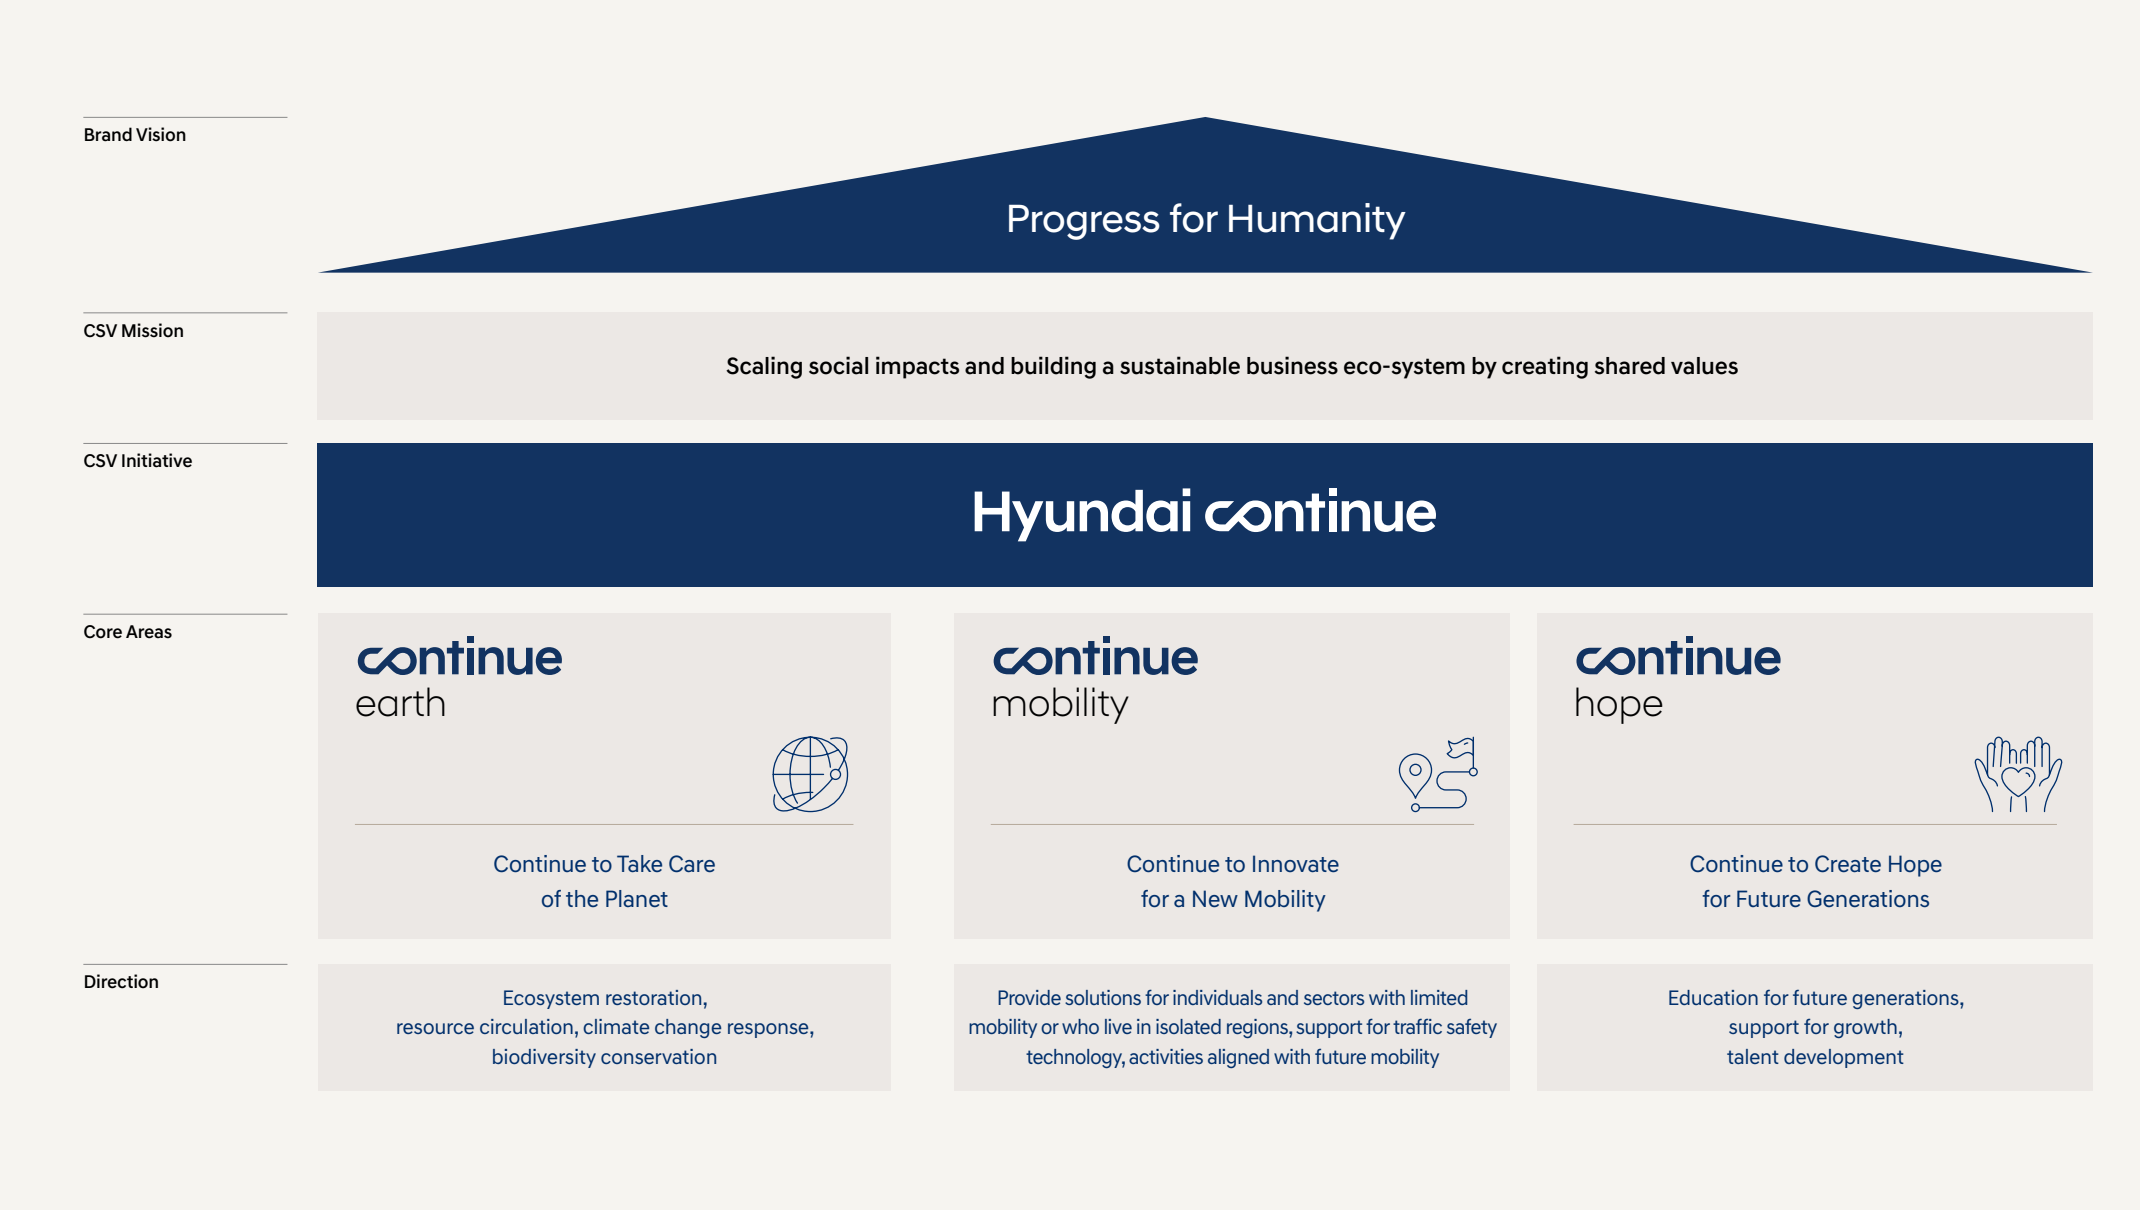 Brand Vision
Progress for Humanity
CSV Mission
Scaling social impacts and building a sustainable business eco-system by creating shared values
CSV Initiative
Hyundai continue
Core Areas
continue
earth
Continue to Take Care
of the Planet
continue
mobility
Continue to Innovate
for a New Mobility
continue
hope
Continue to Create Hope
for Future Generations
Direction
Ecosystem restoration,
resource circulation, climate change response,
biodiversity conservation
Provide solutions for individuals and sectors with limited
mobility or who live in isolated regions, support for traffic safety
technology, activities aligned with future mobility
Education for future generations,
support for growth,
talent development